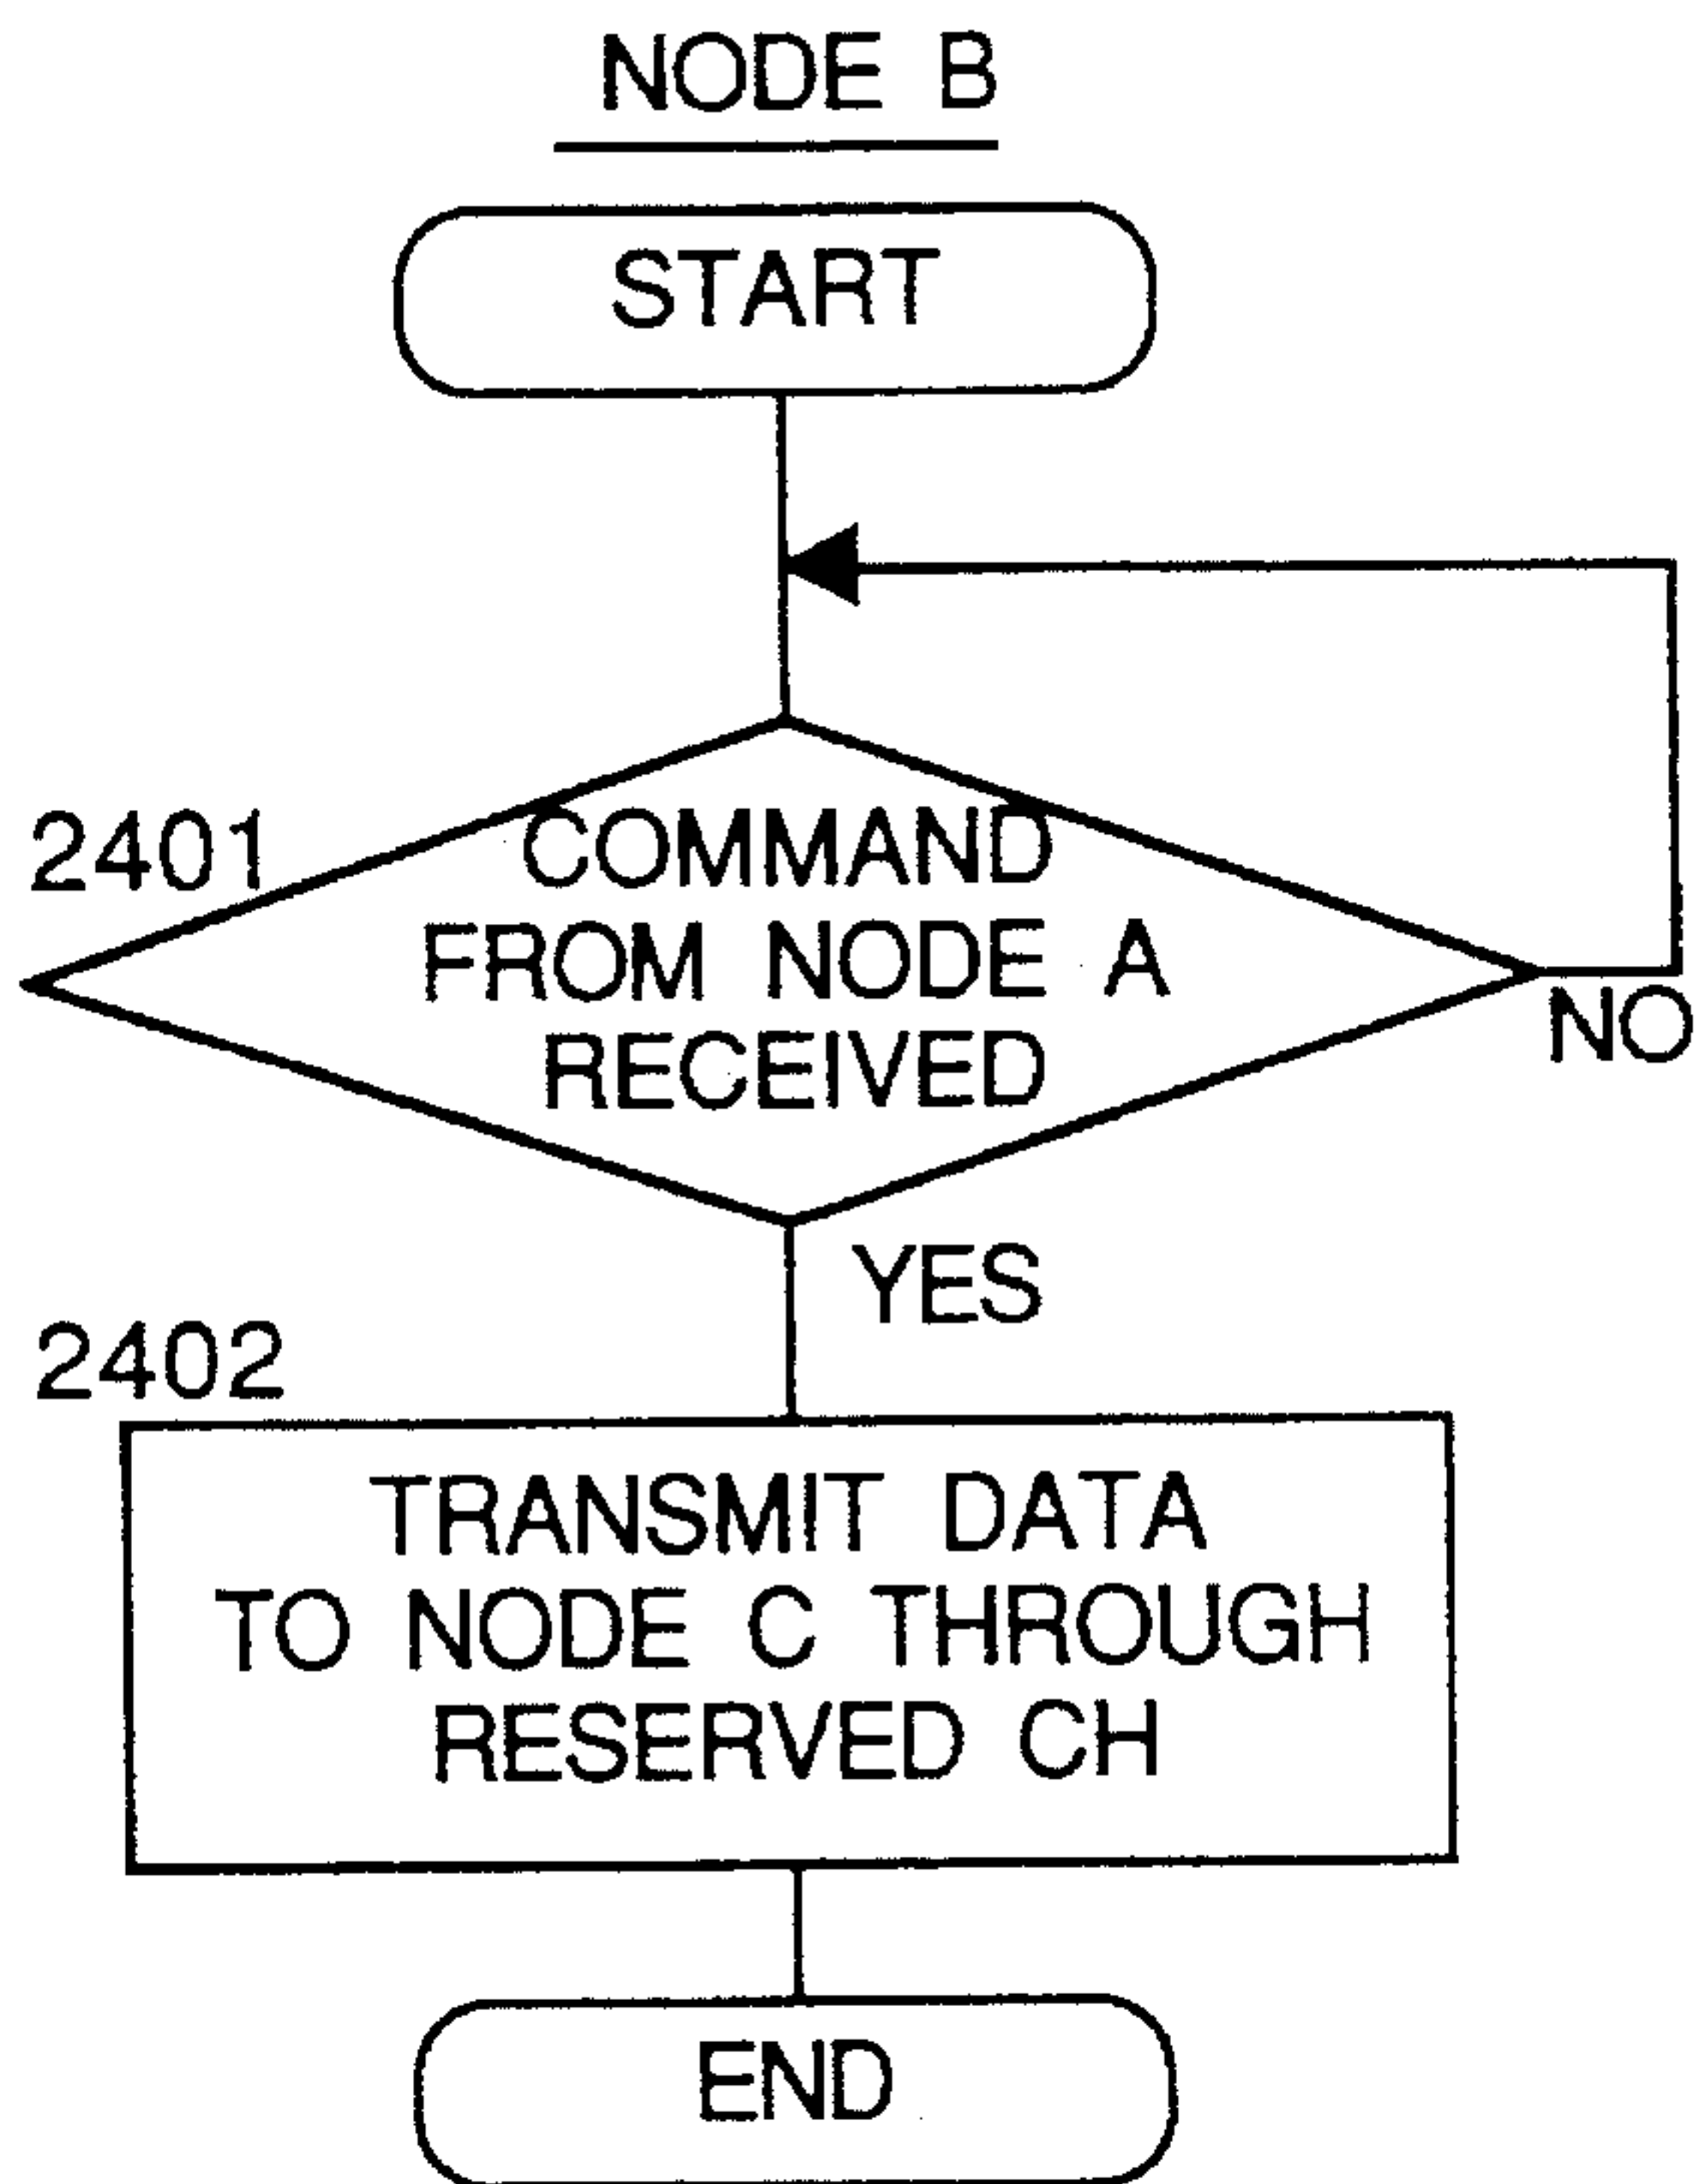 NODE B
START
2401
COMMAND
FROM NODE A
RECEIVED
NO
YES
2402
TRANSMIT DATA
TO NODE C THROUGH
RESERVED CH
END